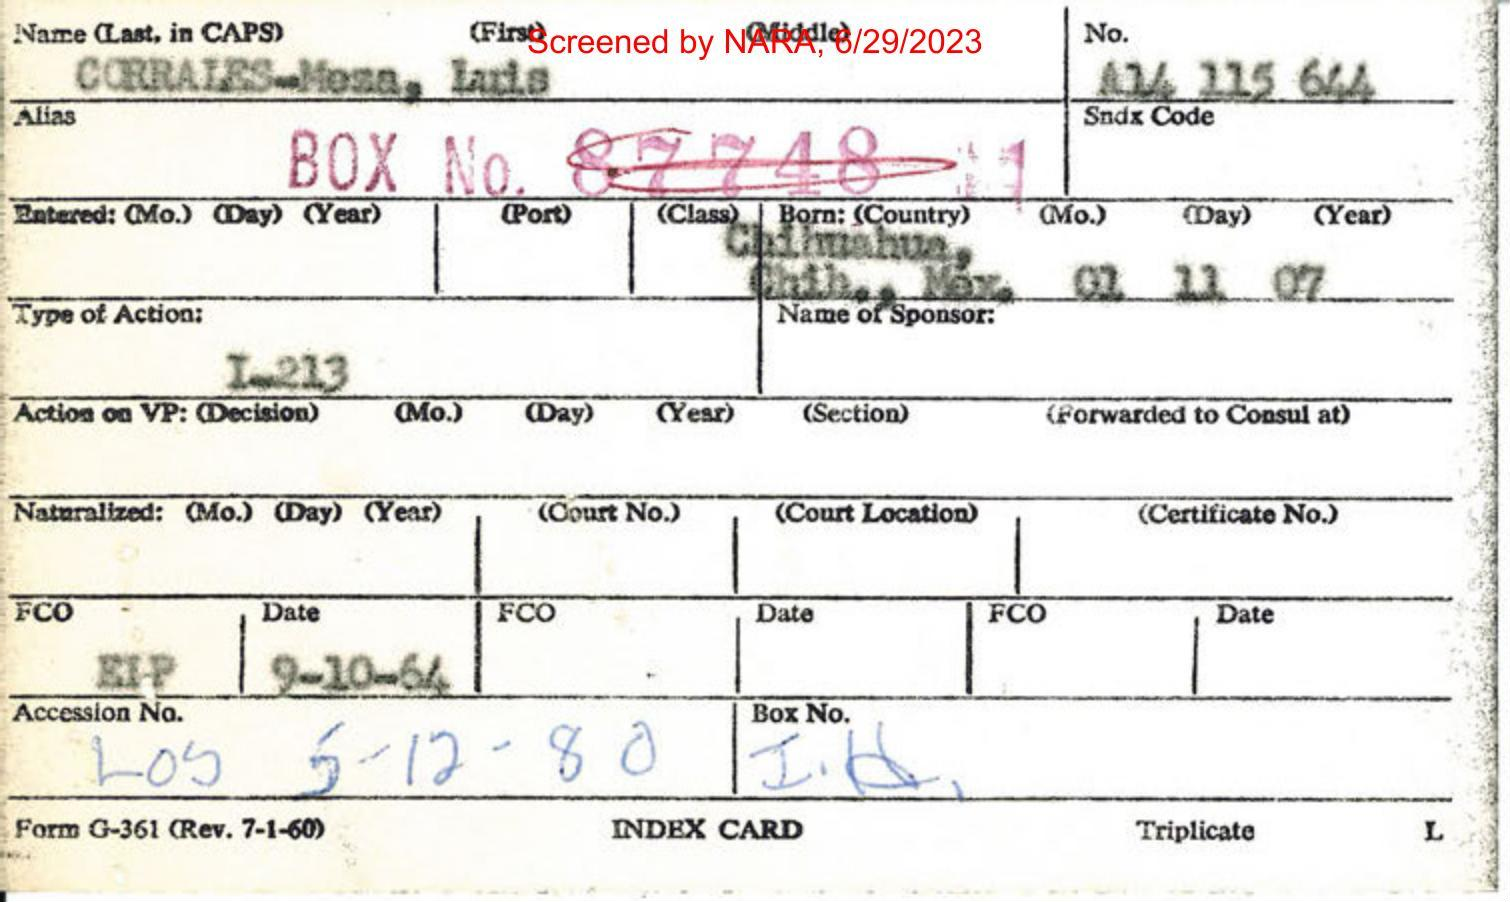 Name (Last, in CAPS) (First) (Middle) No.
Screened by NARA, 6/29/2023
CORRALES-Meza, Luis A14 115 644
Alias Sndx Code
BOX No. 87748
Entered: (Mo.) (Day) (Year) (Port) (Class) Born: (Country) (Mo.) (Day) (Year)
Chihuahua,
Chih., Mex. 01 11 07
Type of Action: Name of Sponsor:
I-213
Action on VP: (Decision) (Mo.) (Day) (Year) (Section) (Forwarded to Consul at)
Naturalized: (Mo.) (Day) (Year) (Court No.) (Court Location) (Certificate No.)
FCO Date FCO Date FCO Date
ELP 9-10-64
Accession No. Box No.
LOS 5-12-80 I.H.
Form G-361 (Rev. 7-1-60) INDEX CARD Triplicate L